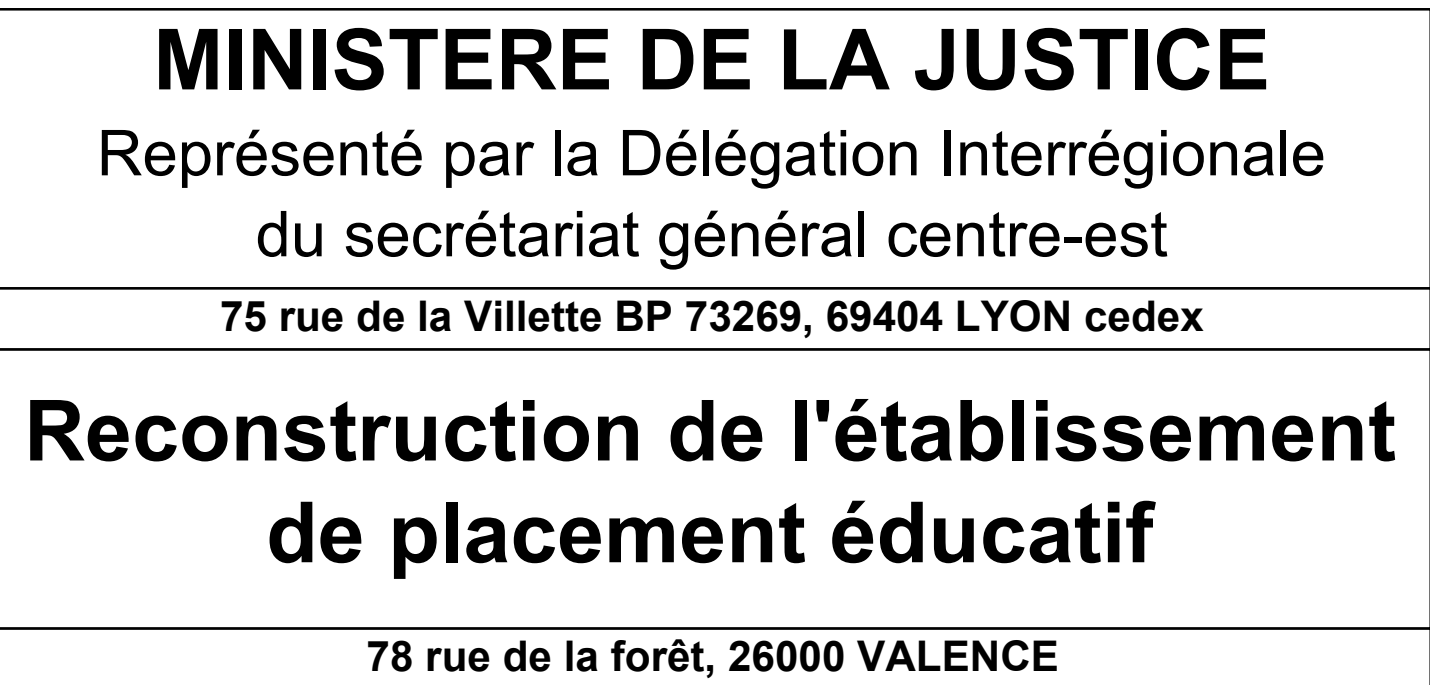 MINISTERE DE LA JUSTICE
Représenté par la Délégation Interrégionale
du secrétariat général centre-est
75 rue de la Villette BP 73269, 69404 LYON cedex
Reconstruction de l'établissement
de placement éducatif
78 rue de la forêt, 26000 VALENCE